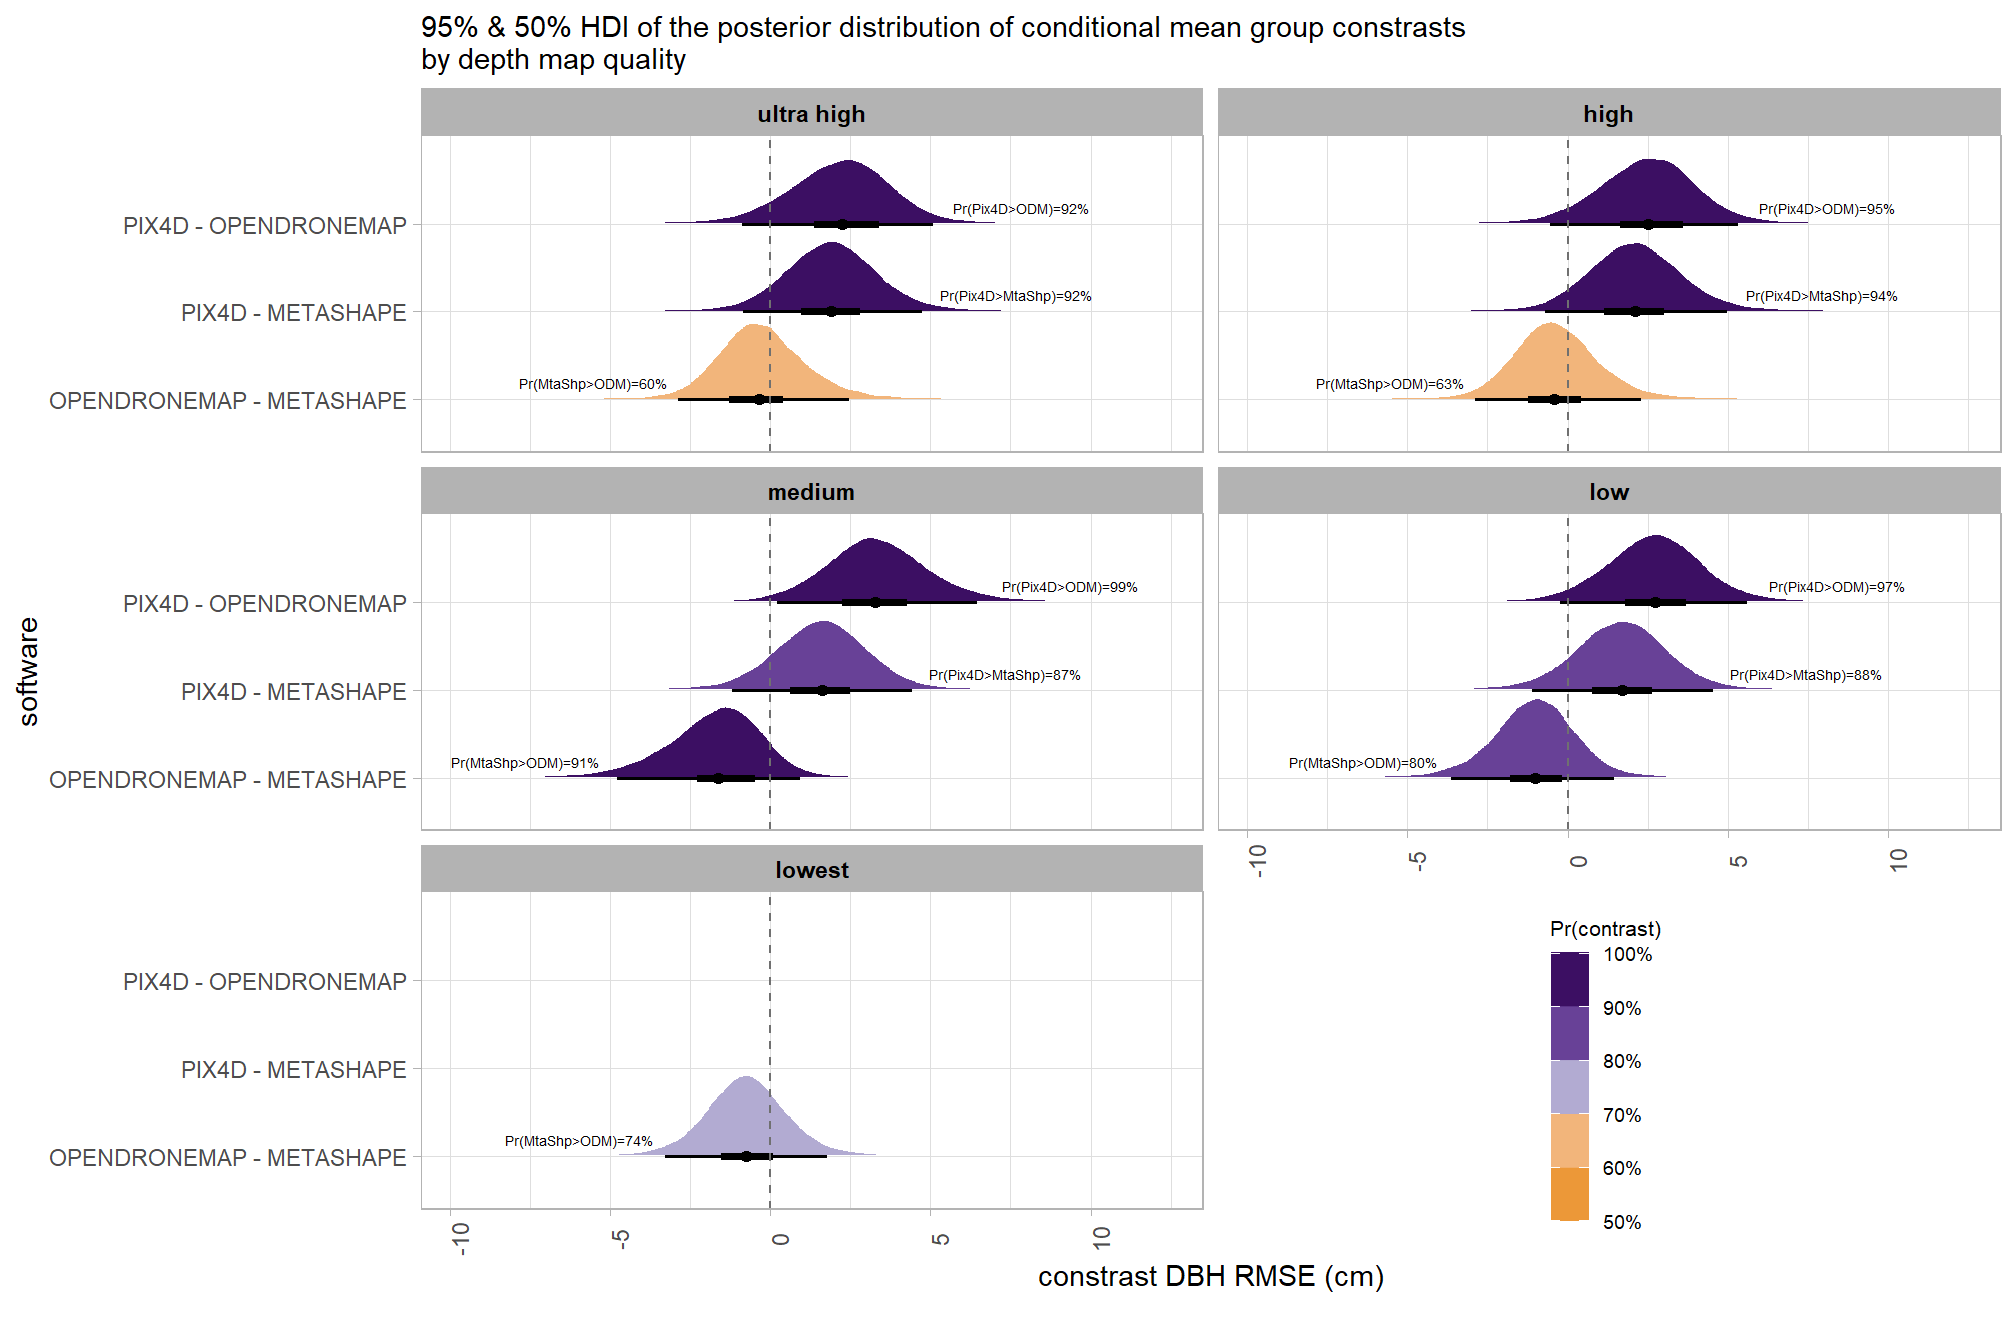 95% & 50% HDI of the posterior distribution of conditional mean group constrasts
by depth map quality
ultra high
high
PIX4D - OPENDRONEMAP
Pr(Pix4D>ODM)=92%
Pr(Pix4D>ODM)=95%
PIX4D - METASHAPE
Pr(Pix4D>MtaShp)=92%
Pr(Pix4D>MtaShp)=94%
OPENDRONEMAP - METASHAPE
Pr(MtaShp>ODM)=60%
Pr(MtaShp>ODM)=63%
medium
low
PIX4D - OPENDRONEMAP
Pr(Pix4D>ODM)=99%
Pr(Pix4D>ODM)=97%
PIX4D - METASHAPE
Pr(Pix4D>MtaShp)=87%
Pr(Pix4D>MtaShp)=88%
OPENDRONEMAP - METASHAPE
Pr(MtaShp>ODM)=91%
Pr(MtaShp>ODM)=80%
software
-10
-5
0
5
10
lowest
PIX4D - OPENDRONEMAP
PIX4D - METASHAPE
OPENDRONEMAP - METASHAPE
Pr(MtaShp>ODM)=74%
-10
-5
0
5
10
constrast DBH RMSE (cm)
Pr(contrast)
100%
90%
80%
70%
60%
50%